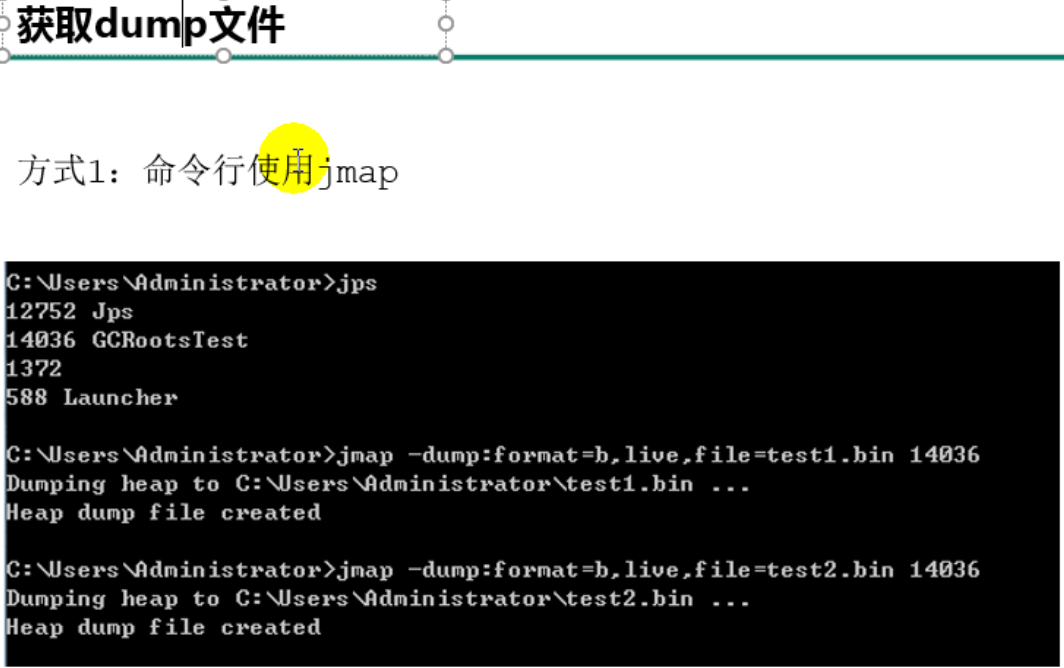 获取dump文件
方式1：命令行使用jmap
C:\Users\Administrator>jps
12752 Jps
14036 GCRootsTest
1372
588 Launcher
C:\Users\Administrator>jmap -dump:format=b,live,file=test1.bin 14036
Dumping heap to C:\Users\Administrator\test1.bin ...
Heap dump file created
C:\Users\Administrator>jmap -dump:format=b,live,file=test2.bin 14036
Dumping heap to C:\Users\Administrator\test2.bin ...
Heap dump file created